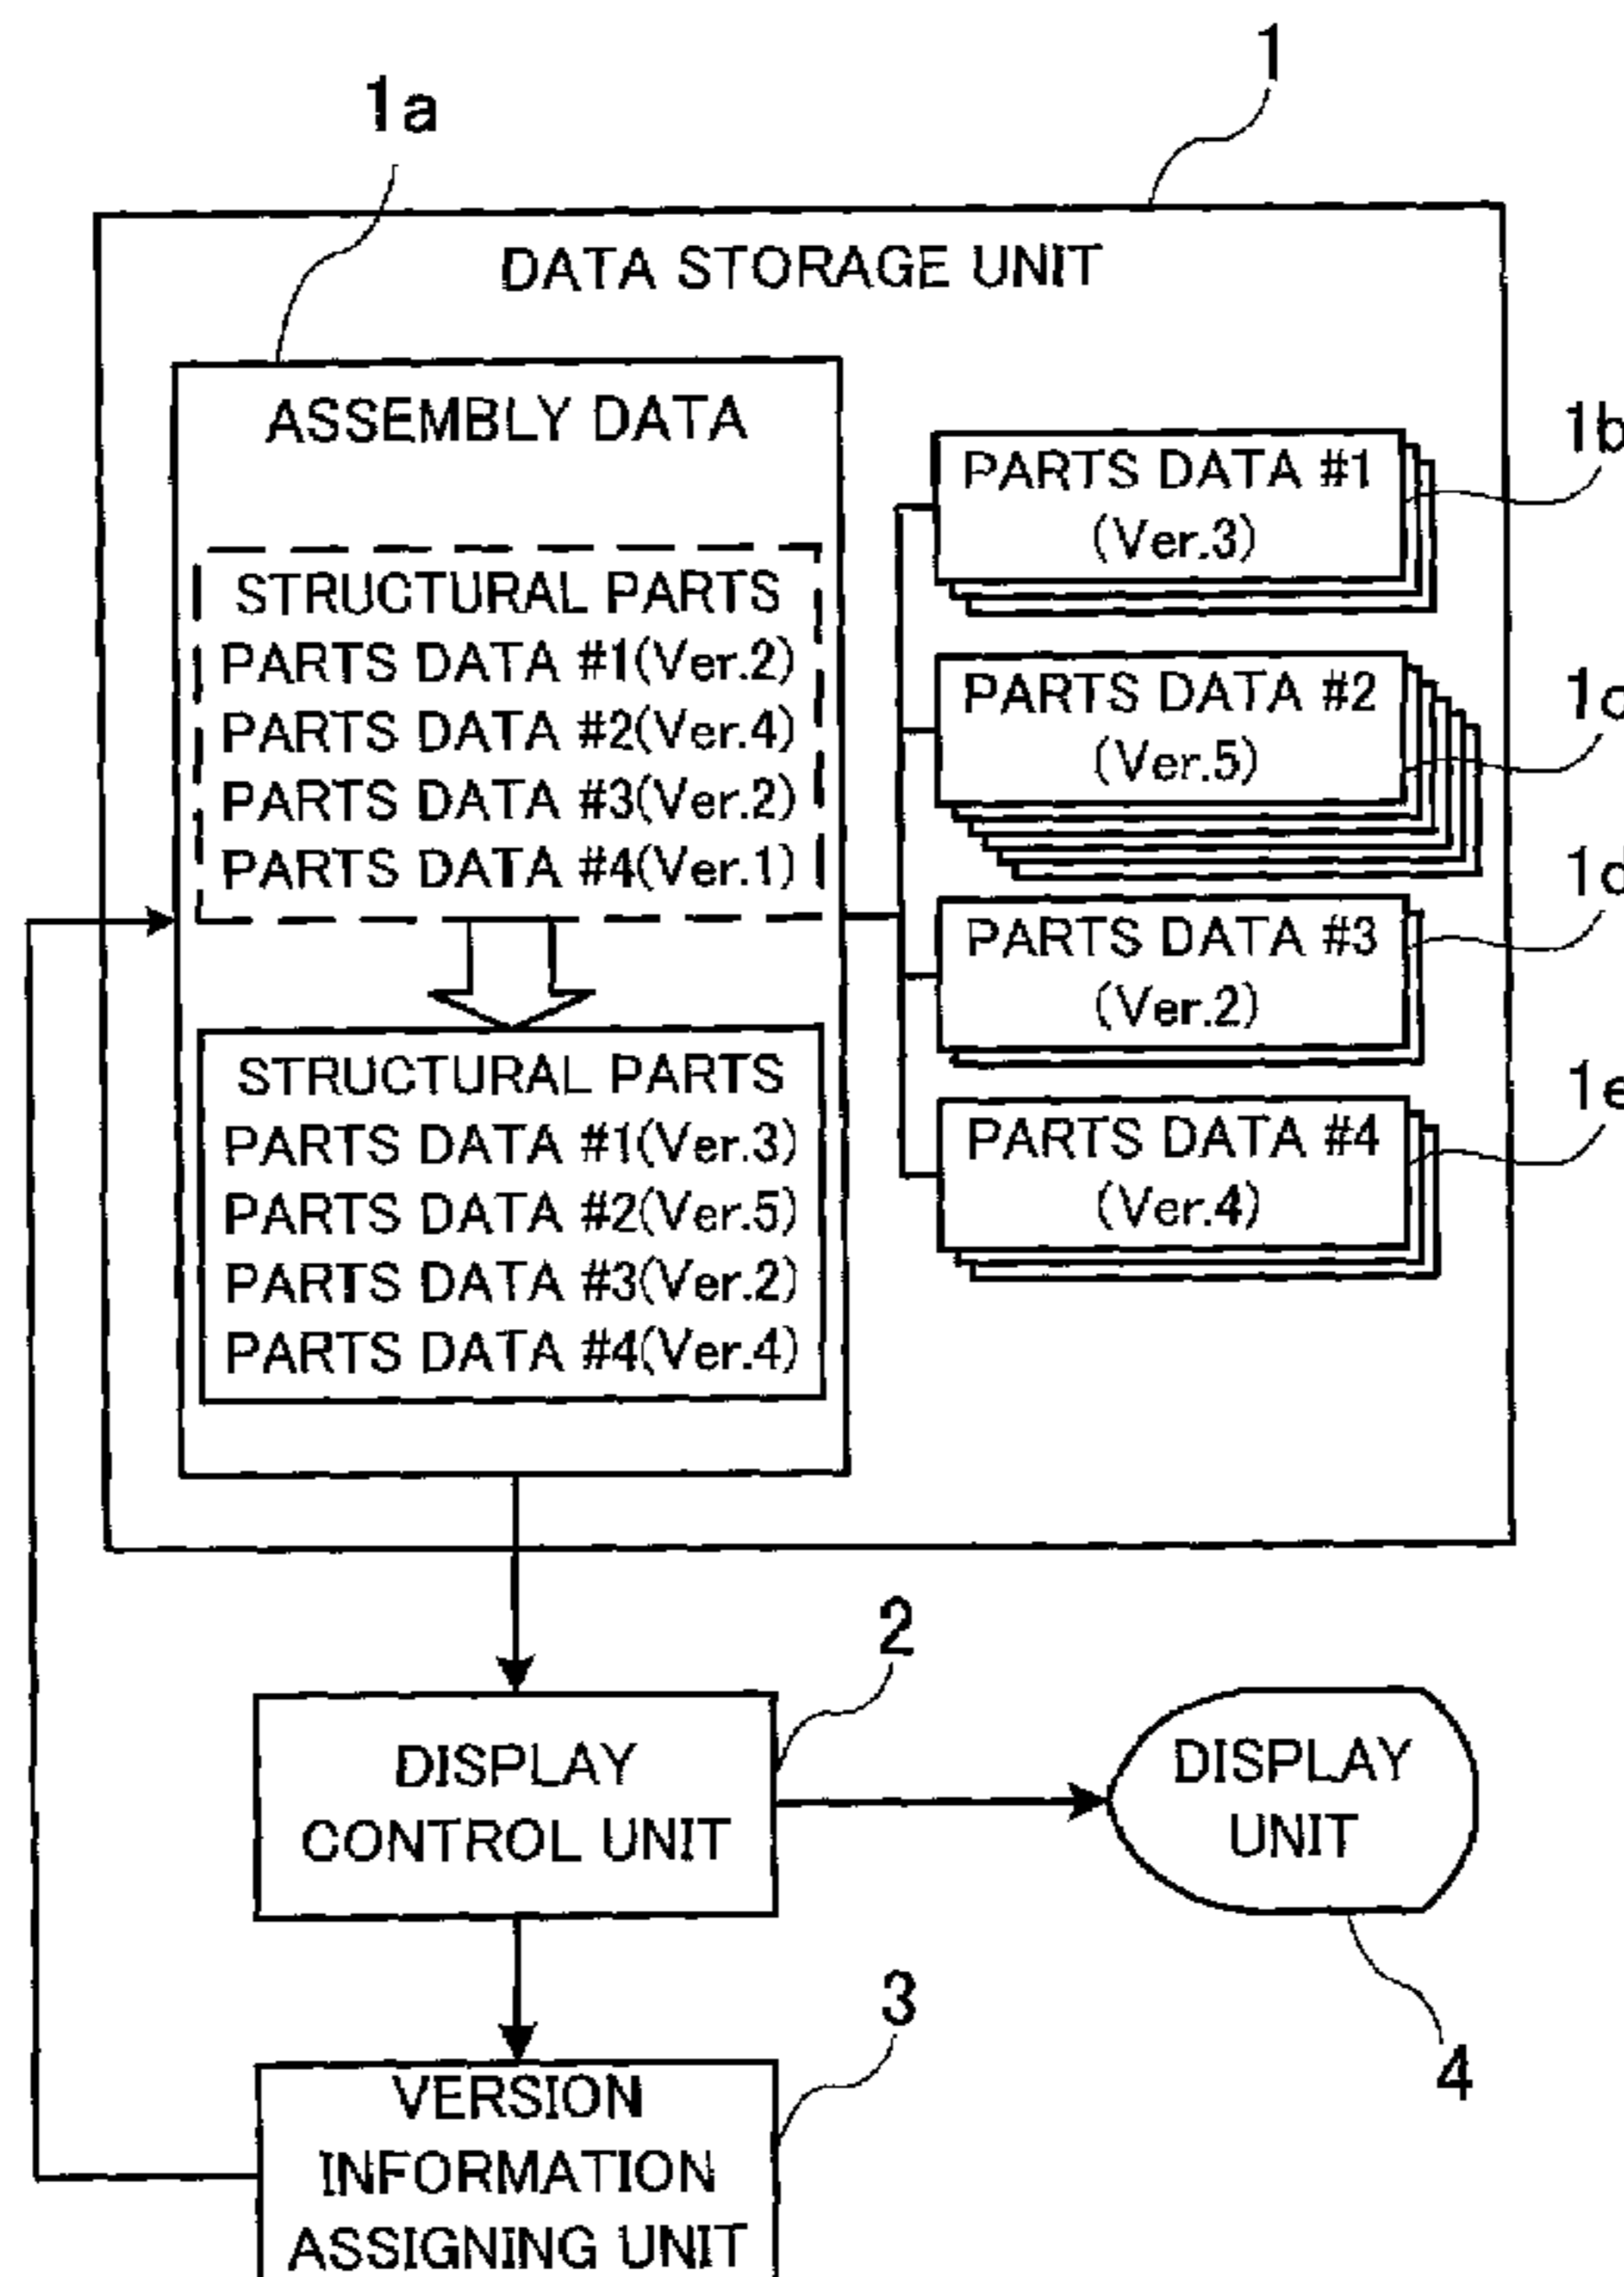 1
1a
DATA STORAGE UNIT
ASSEMBLY DATA
STRUCTURAL PARTS
PARTS DATA #1(Ver.2)
PARTS DATA #2(Ver.4)
PARTS DATA #3(Ver.2)
PARTS DATA #4(Ver.1)
STRUCTURAL PARTS
PARTS DATA #1(Ver.3)
PARTS DATA #2(Ver.5)
PARTS DATA #3(Ver.2)
PARTS DATA #4(Ver.4)
PARTS DATA #1
(Ver.3)
1b
PARTS DATA #2
(Ver.5)
1c
PARTS DATA #3
(Ver.2)
1d
PARTS DATA #4
(Ver.4)
1e
2
DISPLAY
CONTROL UNIT
DISPLAY
UNIT
4
3
VERSION
INFORMATION
ASSIGNING UNIT